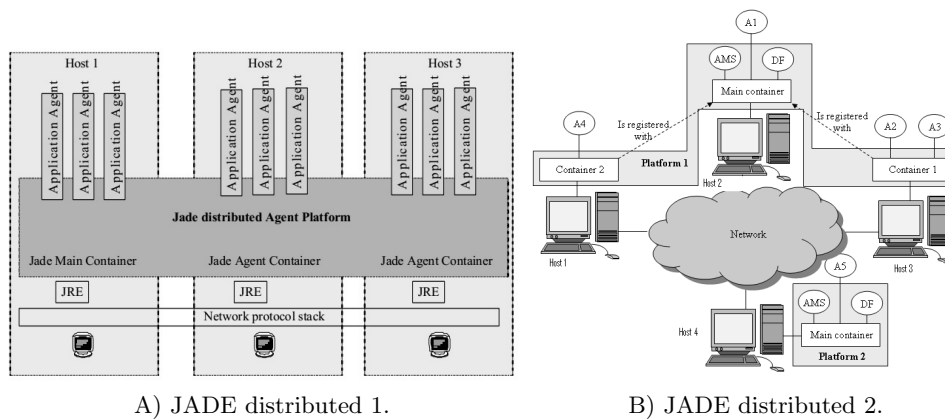 Host 1
Host 2
Host 3
Application Agent
Application Agent
Application Agent
Application Agent
Application Agent
Application Agent
Application Agent
Application Agent
Application Agent
Jade distributed Agent Platform
Jade Main Container
Jade Agent Container
Jade Agent Container
JRE
JRE
JRE
Network protocol stack
A) JADE distributed 1.
A1
AMS
DF
Main container
A4
Is registered
with
Is registered
with
A2
A3
Container 2
Platform 1
Container 1
Host 2
Network
Host 1
Host 3
A5
AMS
DF
Host 4
Main container
Platform 2
B) JADE distributed 2.